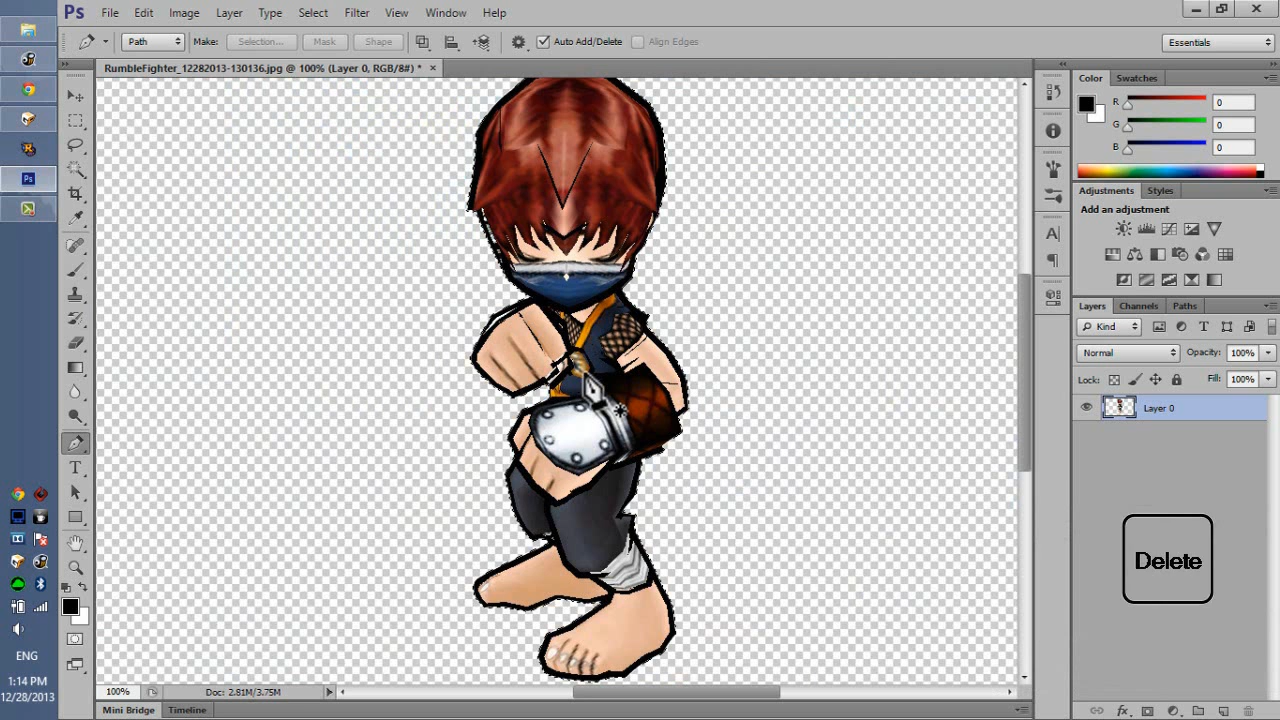 Ps File Edit Image Layer Type Select Filter View Window Help
Path Make: Selection... Mask Shape Auto Add/Delete Align Edges Essentials
RumbleFighter_12282013-130136.jpg @ 100% (Layer 0, RGB/8#) * ×
Color Swatches
R 0
G 0
B 0
Adjustments Styles
Add an adjustment
Layers Channels Paths
Kind
Normal Opacity: 100%
Lock: Fill: 100%
Layer 0
Delete
ENG
1:14 PM
12/28/2013
100% Doc: 2.81M/3.75M
Mini Bridge Timeline